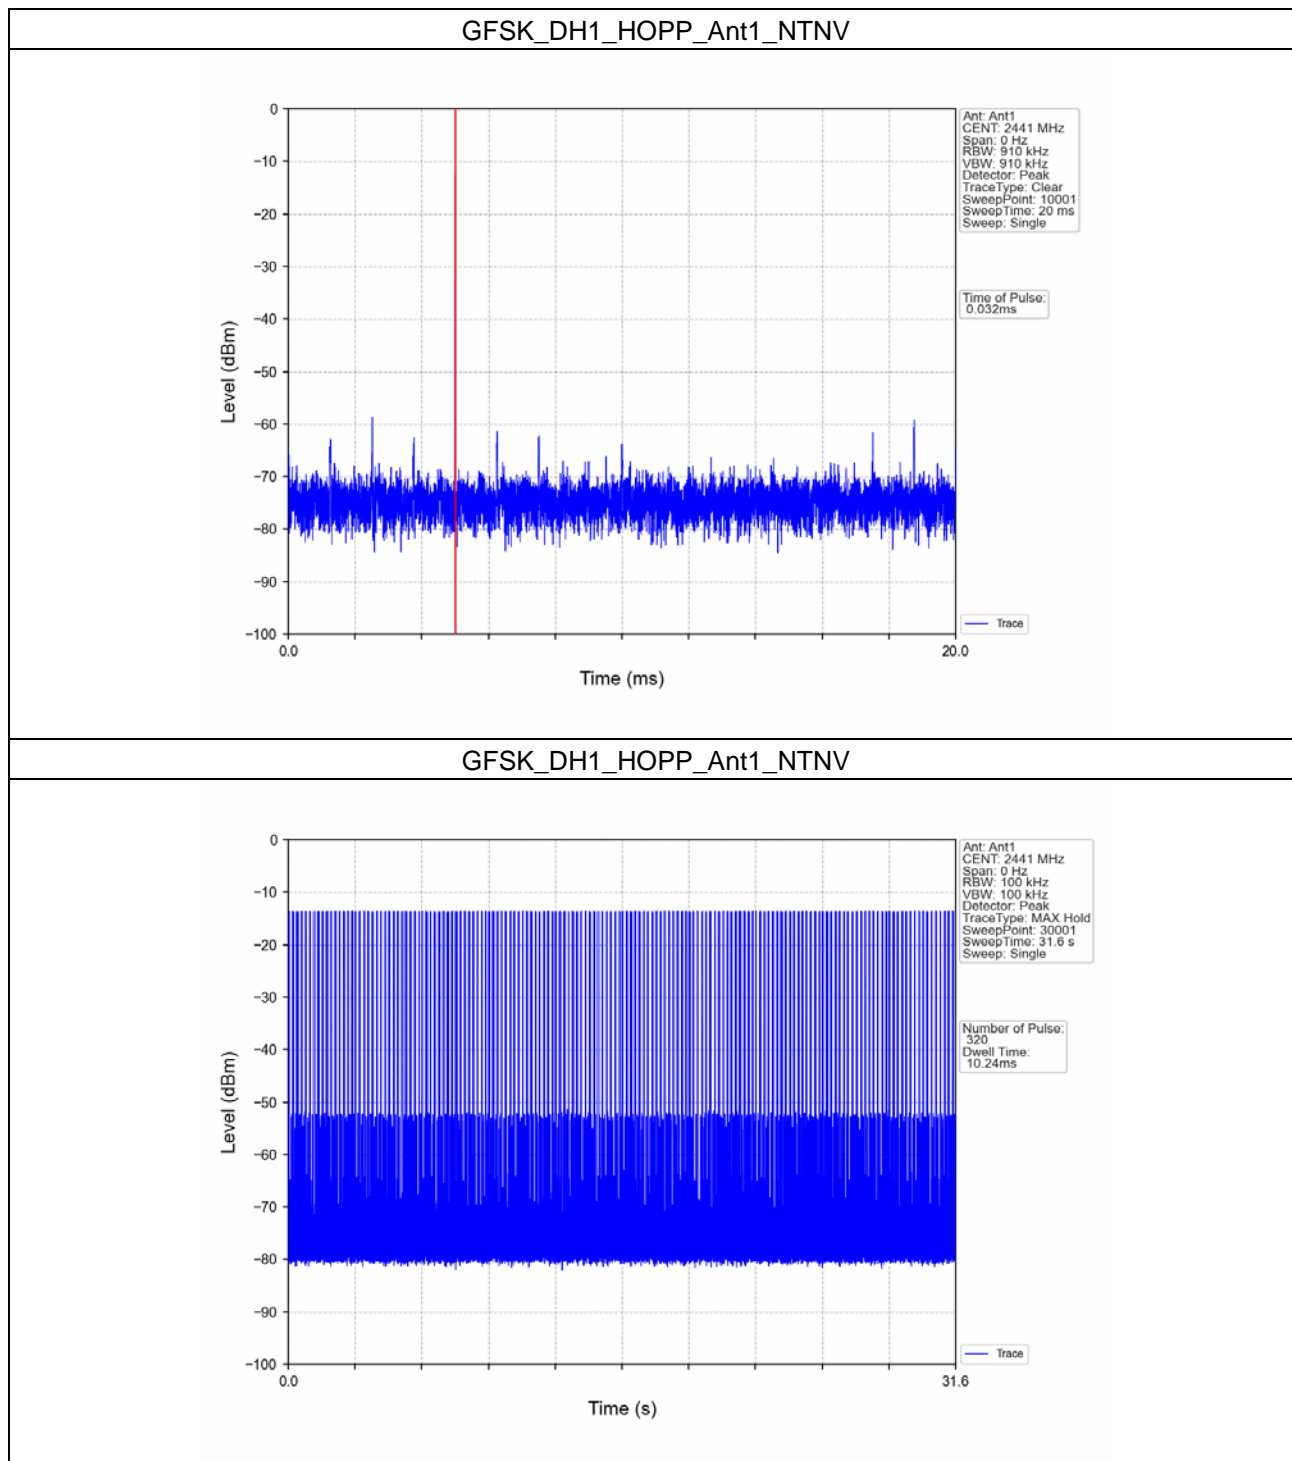 GFSK_DH1_HOPP_Ant1_NTNV
0
−10
−20
−30
−40
−50
−60
−70
−80
−90
−100
Level (dBm)
0.0
20.0
Time (ms)
Ant: Ant1
CENT: 2441 MHz
Span: 0 Hz
RBW: 910 kHz
VBW: 910 kHz
Detector: Peak
TraceType: Clear
SweepPoint: 10001
SweepTime: 20 ms
Sweep: Single
Time of Pulse:
0.032ms
Trace
GFSK_DH1_HOPP_Ant1_NTNV
0
−10
−20
−30
−40
−50
−60
−70
−80
−90
−100
Level (dBm)
0.0
31.6
Time (s)
Ant: Ant1
CENT: 2441 MHz
Span: 0 Hz
RBW: 100 kHz
VBW: 100 kHz
Detector: Peak
TraceType: MAX Hold
SweepPoint: 30001
SweepTime: 31.6 s
Sweep: Single
Number of Pulse:
320
Dwell Time:
10.24ms
Trace